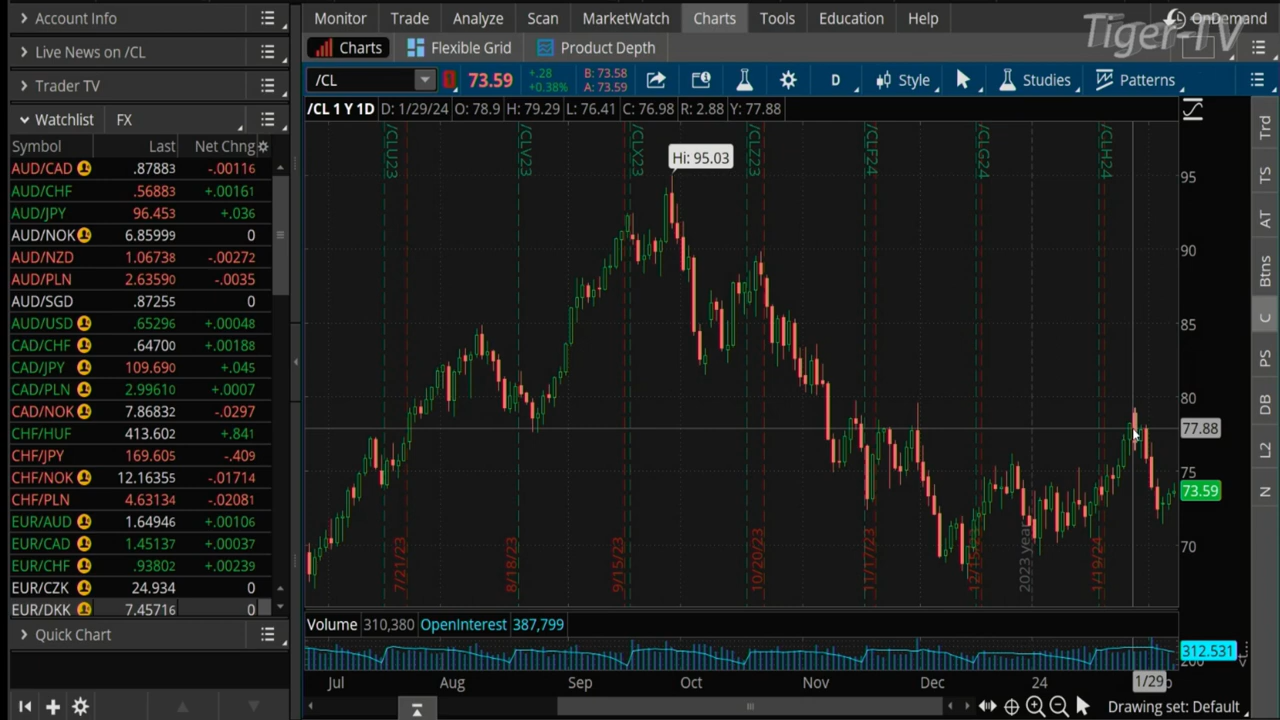 Account Info
Live News on /CL
Trader TV
Watchlist FX
Symbol Last Net Chng
AUD/CAD .87883 -.00116
AUD/CHF .56883 +.00161
AUD/JPY 96.453 +.036
AUD/NOK 6.85999 0
AUD/NZD 1.06738 -.00272
AUD/PLN 2.63590 -.0035
AUD/SGD .87255 0
AUD/USD .65296 +.00048
CAD/CHF .64700 +.00188
CAD/JPY 109.690 +.045
CAD/PLN 2.99610 +.0007
CAD/NOK 7.86832 -.0297
CHF/HUF 413.602 +.841
CHF/JPY 169.605 -.409
CHF/NOK 12.16355 -.01714
CHF/PLN 4.63134 -.02081
EUR/AUD 1.64946 +.00106
EUR/CAD 1.45137 +.00037
EUR/CHF .93802 +.00239
EUR/CZK 24.934 0
EUR/DKK 7.45716 0
Quick Chart
Monitor Trade Analyze Scan MarketWatch Charts Tools Education Help
OnDemand
Tiger-TV
Charts Flexible Grid Product Depth
/CL 73.59 +.28 B: 73.58
+0.38% A: 73.59
D Style Studies Patterns
/CL 1 Y 1D D: 1/29/24 O: 78.9 H: 79.29 L: 76.41 C: 76.98 R: 2.88 Y: 77.88
/CLU23 /CLV23 /CLX23 /CLZ23 /CLF24 /CLG24 /CLH24
Hi: 95.03
95
90
85
80
77.88
75
73.59
70
7/21/23 8/18/23 9/15/23 10/20/23 11/17/23 2023 year 1/19/24
Volume 310,380 OpenInterest 387,799
312.531
Jul Aug Sep Oct Nov Dec 24 1/29
Drawing set: Default
Trd
TS
AT
Btns
C
PS
DB
L2
N